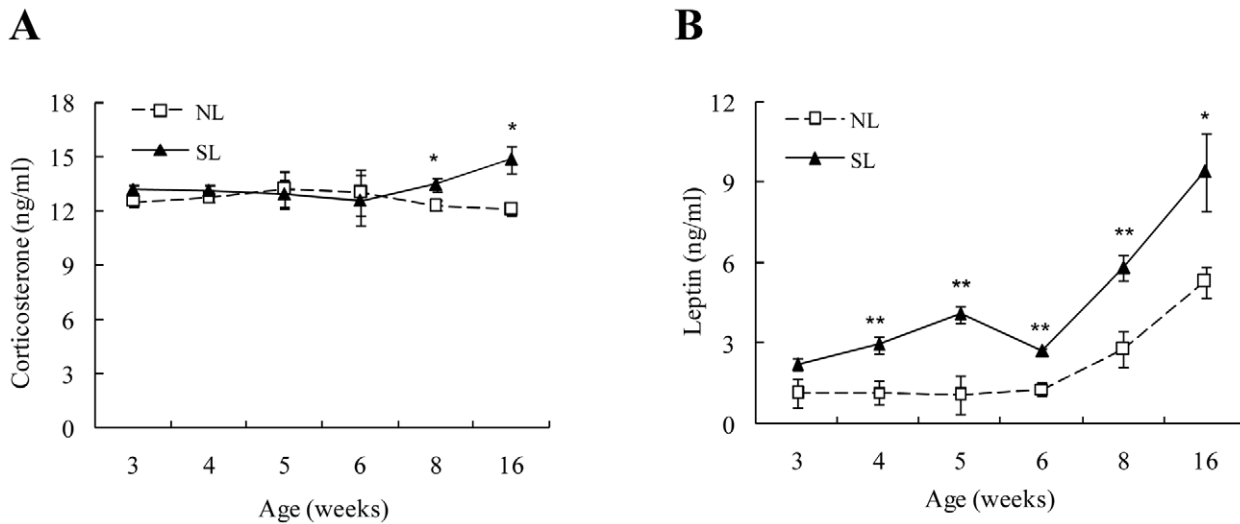 A
Corticosterone (ng/ml)
18
15
12
9
6
3
0
NL
SL
*
*
3 4 5 6 8 16
Age (weeks)
B
Leptin (ng/ml)
12
9
6
3
0
NL
SL
**
**
**
**
*
3 4 5 6 8 16
Age (weeks)